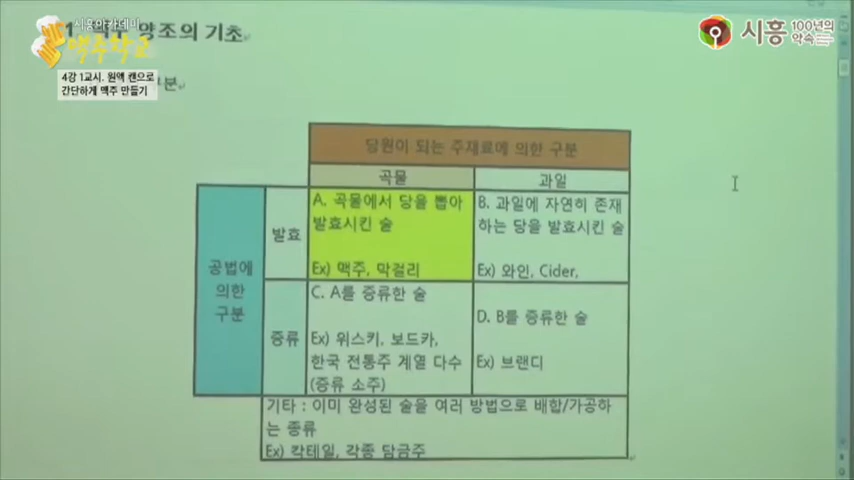 시흥아카데미
맥주학교
4강 1교시. 원액 캔으로
간단하게 맥주 만들기
시흥 100년의
약속
양조의 기초
구분
당원이 되는 주재료에 의한 구분
곡물
과일
공법에
의한
구분
발효
A. 곡물에서 당을 뽑아
발효시킨 술
Ex) 맥주, 막걸리
B. 과일에 자연히 존재
하는 당을 발효시킨 술
Ex) 와인, Cider,
증류
C. A를 증류한 술
Ex) 위스키, 보드카,
한국 전통주 계열 다수
(증류 소주)
D. B를 증류한 술
Ex) 브랜디
기타 : 이미 완성된 술을 여러 방법으로 배합/가공하
는 종류
Ex) 칵테일, 각종 담금주